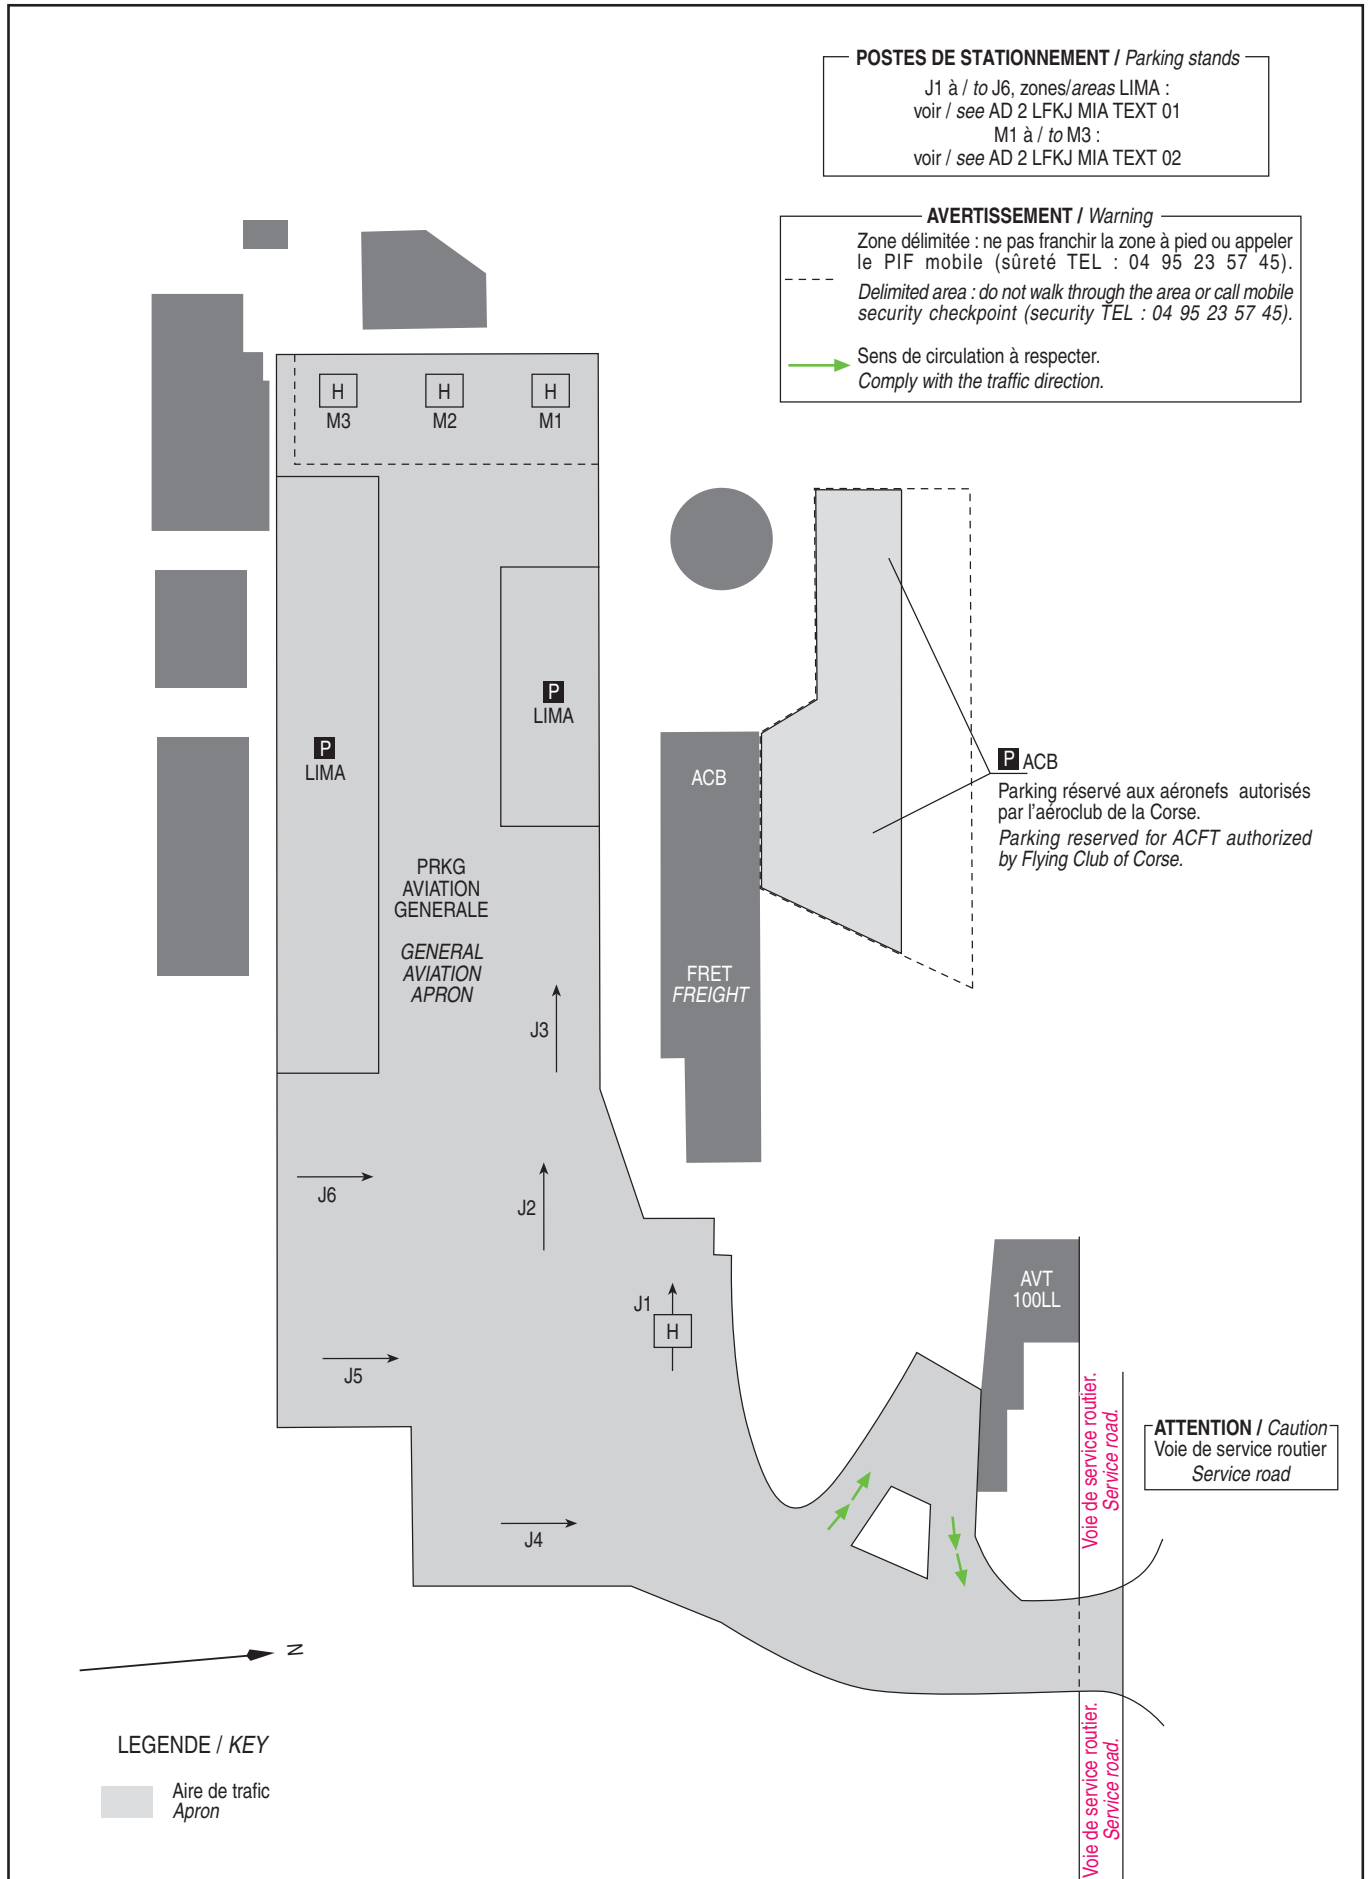 POSTES DE STATIONNEMENT / Parking stands
J1 à / to J6, zones/areas LIMA :
voir / see AD 2 LFKJ MIA TEXT 01
M1 à / to M3 :
voir / see AD 2 LFKJ MIA TEXT 02
AVERTISSEMENT / Warning
Zone délimitée : ne pas franchir la zone à pied ou appeler
le PIF mobile (sûreté TEL : 04 95 23 57 45).
Delimited area : do not walk through the area or call mobile
security checkpoint (security TEL : 04 95 23 57 45).
Sens de circulation à respecter.
Comply with the traffic direction.
H
M3
H
M2
H
M1
P
LIMA
P
LIMA
ACB
P ACB
Parking réservé aux aéronefs autorisés
par l'aéroclub de la Corse.
Parking reserved for ACFT authorized
by Flying Club of Corse.
PRKG
AVIATION
GENERALE
GENERAL
AVIATION
APRON
FRET
FREIGHT
J3
J6
J2
J1
H
J5
J4
AVT
100LL
Voie de service routier.
Service road.
ATTENTION / Caution
Voie de service routier
Service road
N
Voie de service routier.
Service road.
LEGENDE / KEY
Aire de trafic
Apron